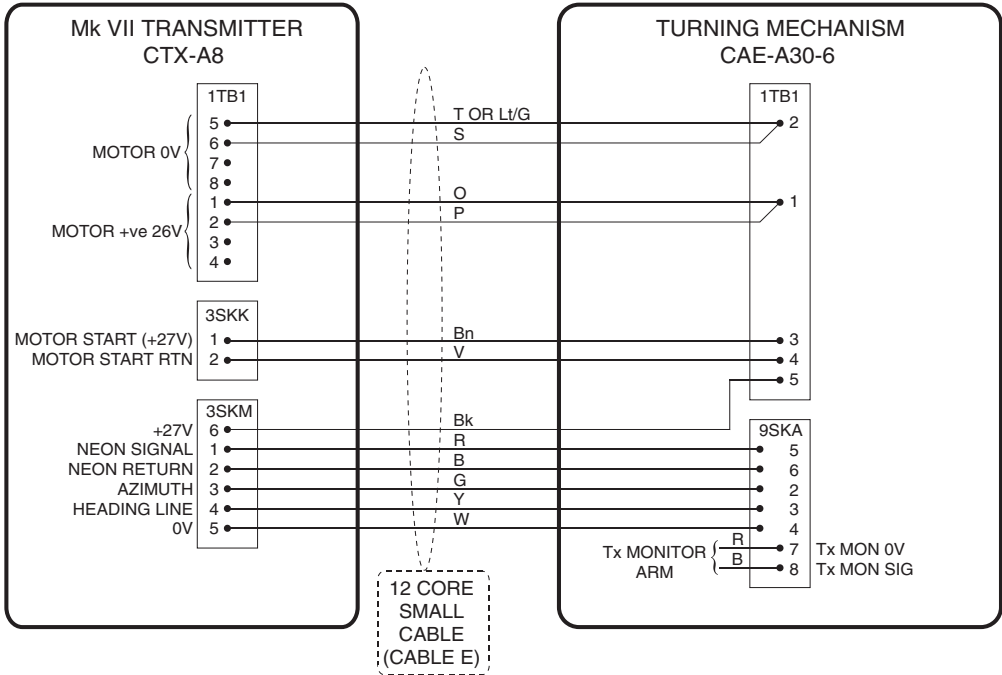 Mk VII TRANSMITTER
CTX-A8
TURNING MECHANISM
CAE-A30-6
1TB1
1TB1
5
T OR Lt/G
2
6
S
MOTOR 0V
7
8
1
O
1
2
P
MOTOR +ve 26V
3
4
3SKK
MOTOR START (+27V)
1
Bn
3
MOTOR START RTN
2
V
4
5
3SKM
+27V
6
Bk
9SKA
NEON SIGNAL
1
R
5
NEON RETURN
2
B
6
AZIMUTH
3
G
2
HEADING LINE
4
Y
3
0V
5
W
4
Tx MONITOR
ARM
R
7
Tx MON 0V
B
8
Tx MON SIG
12 CORE
SMALL
CABLE
(CABLE E)